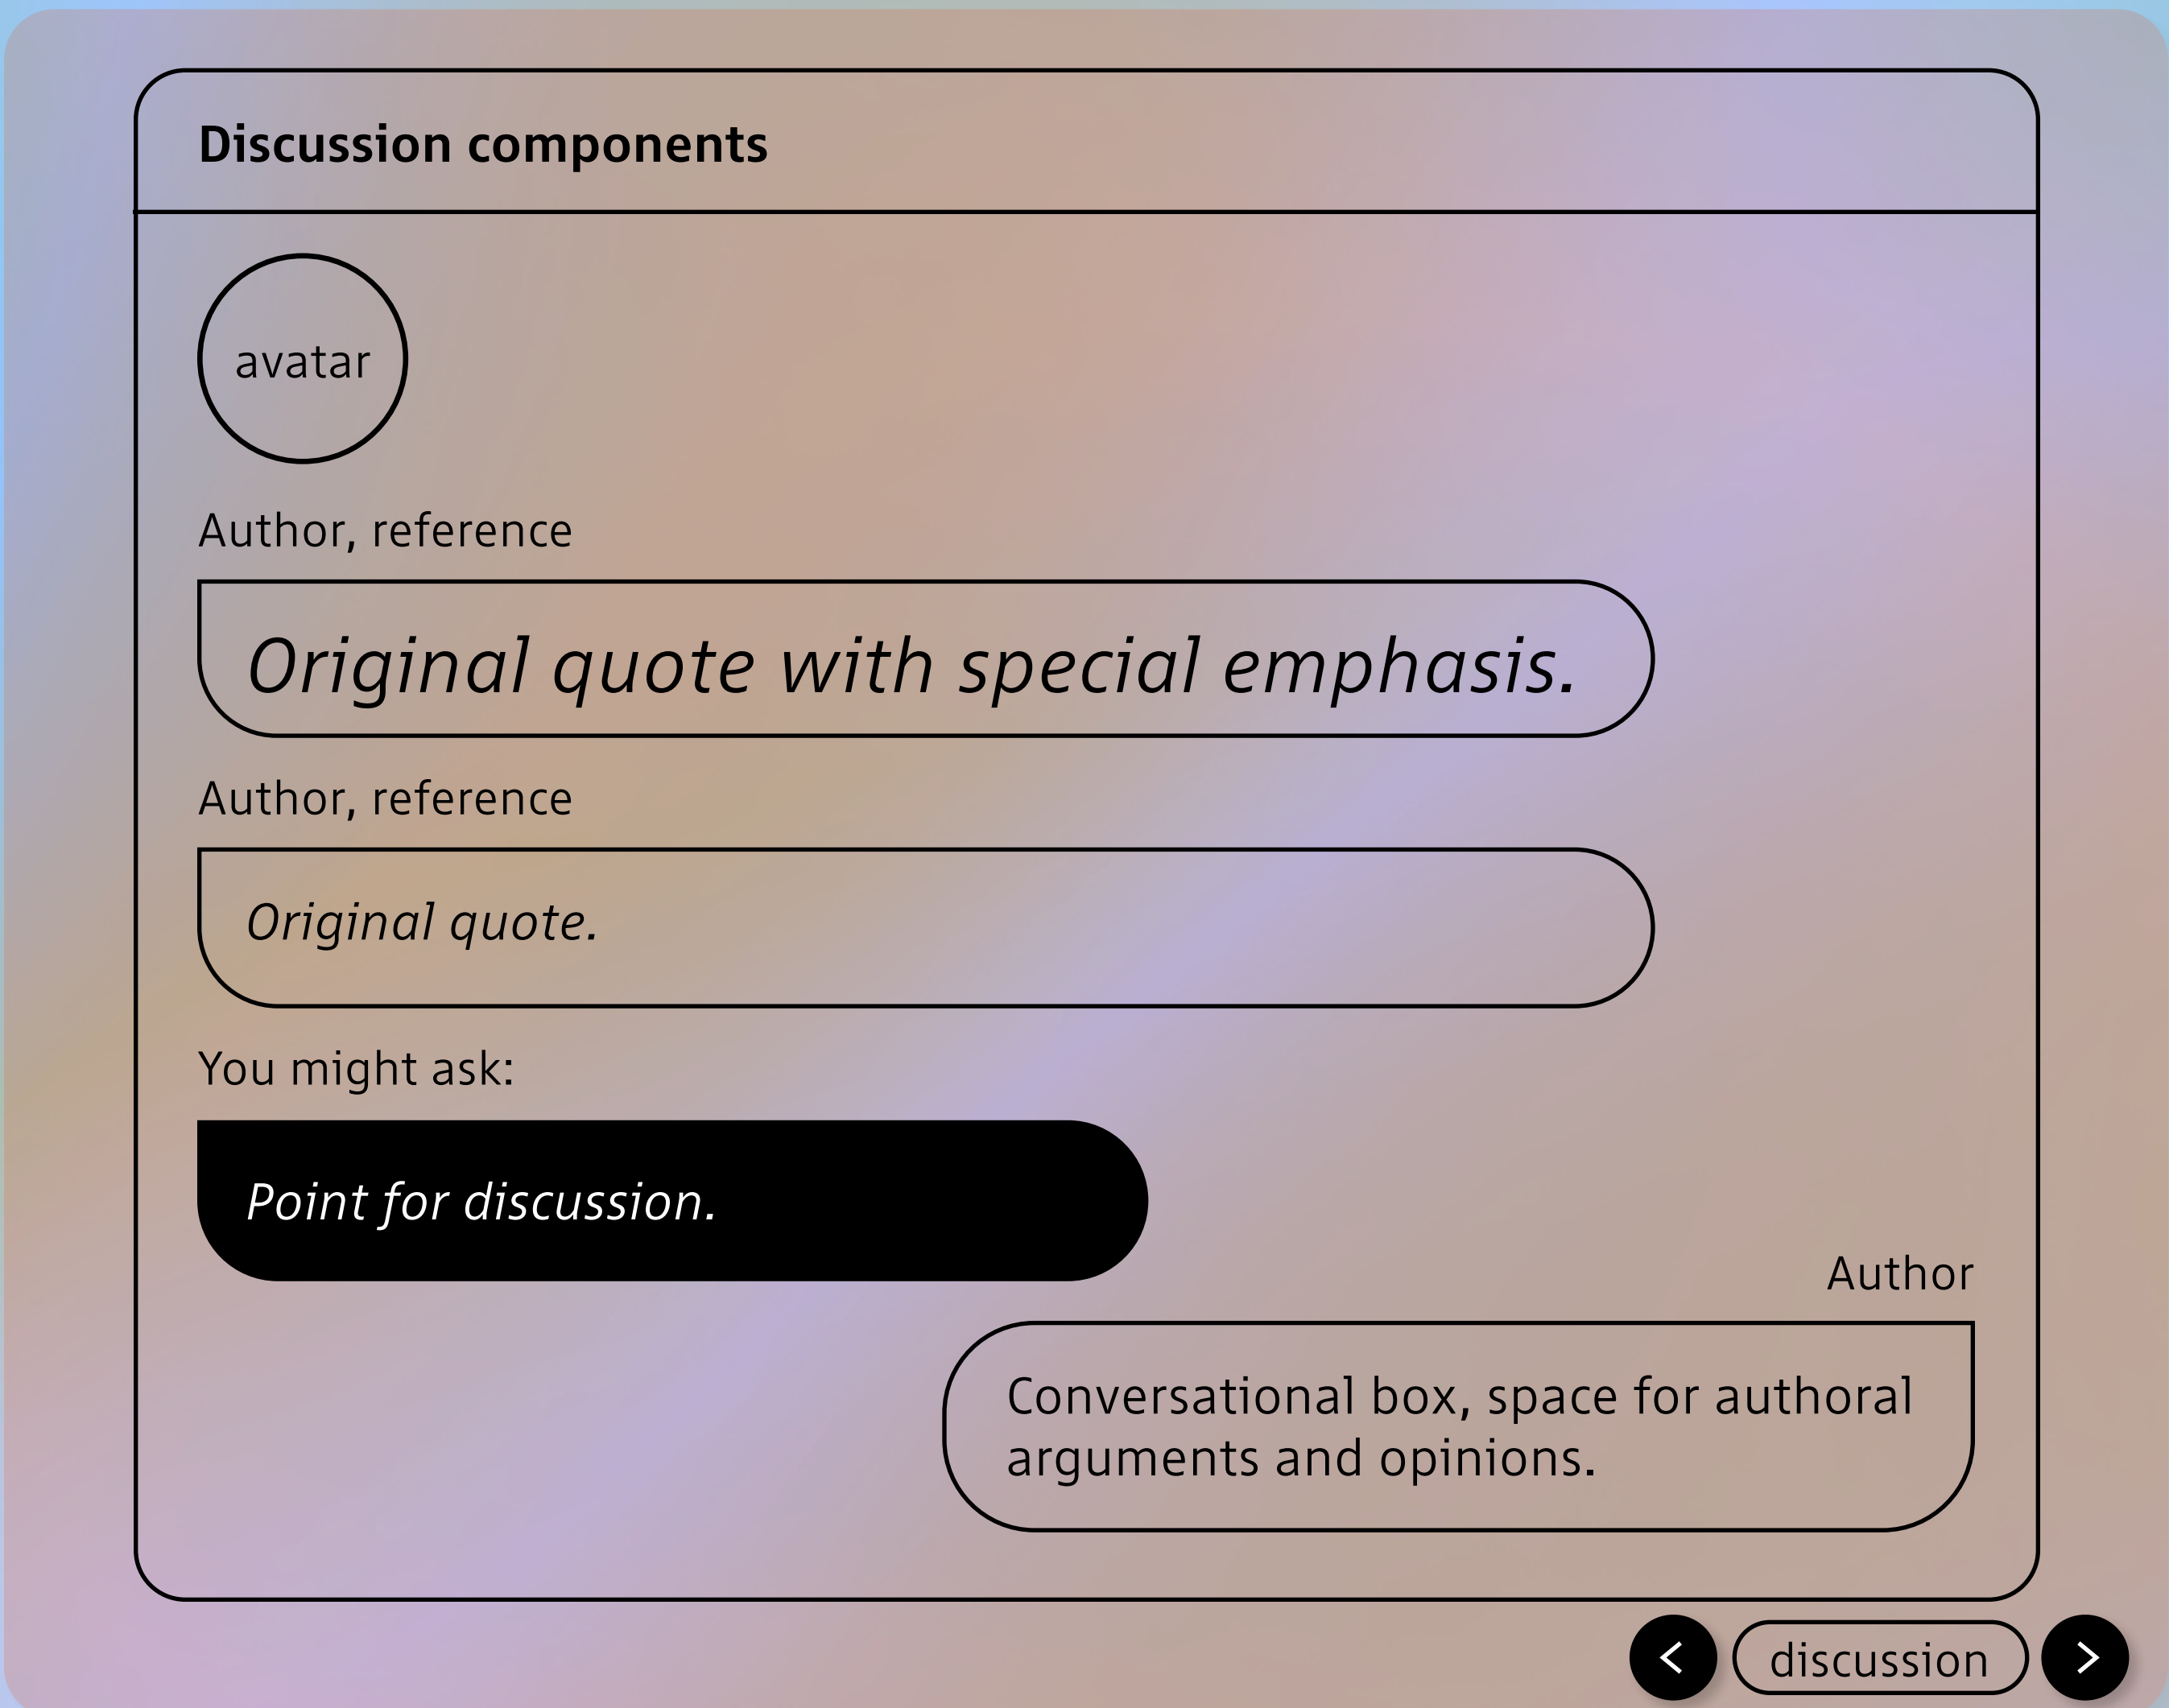 Discussion components
avatar
Author, reference
Original quote with special emphasis.
Author, reference
Original quote.
You might ask:
Point for discussion.
Author
Conversational box, space for authoral
arguments and opinions.
discussion